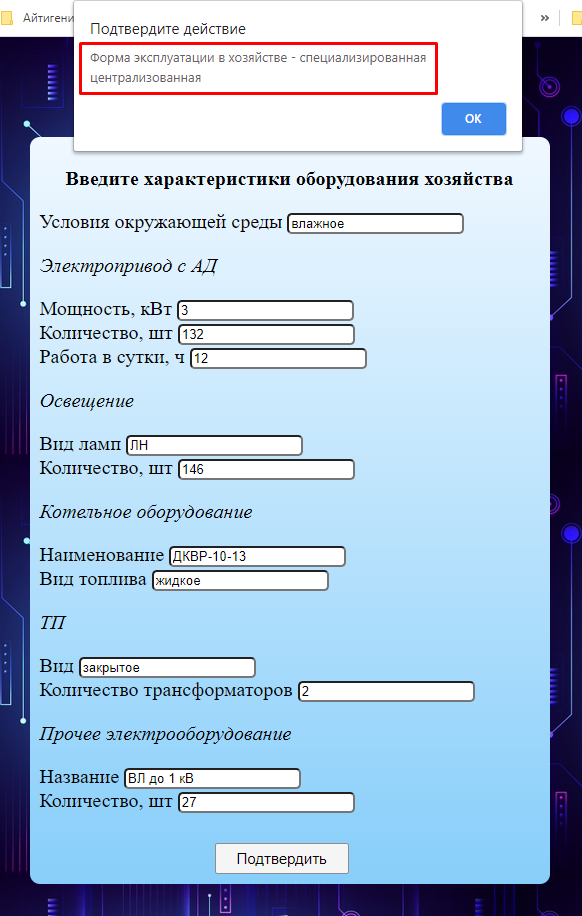 Айтигени
»
Подтвердите действие
Форма эксплуатации в хозяйстве - специализированная
централизованная
ОК
Введите характеристики оборудования хозяйства
Условия окружающей среды влажное
Электропривод с АД
Мощность, кВт 3
Количество, шт 132
Работа в сутки, ч 12
Освещение
Вид ламп ЛН
Количество, шт 146
Котельное оборудование
Наименование ДКВР-10-13
Вид топлива жидкое
ТП
Вид закрытое
Количество трансформаторов 2
Прочее электрооборудование
Название ВЛ до 1 кВ
Количество, шт 27
Подтвердить